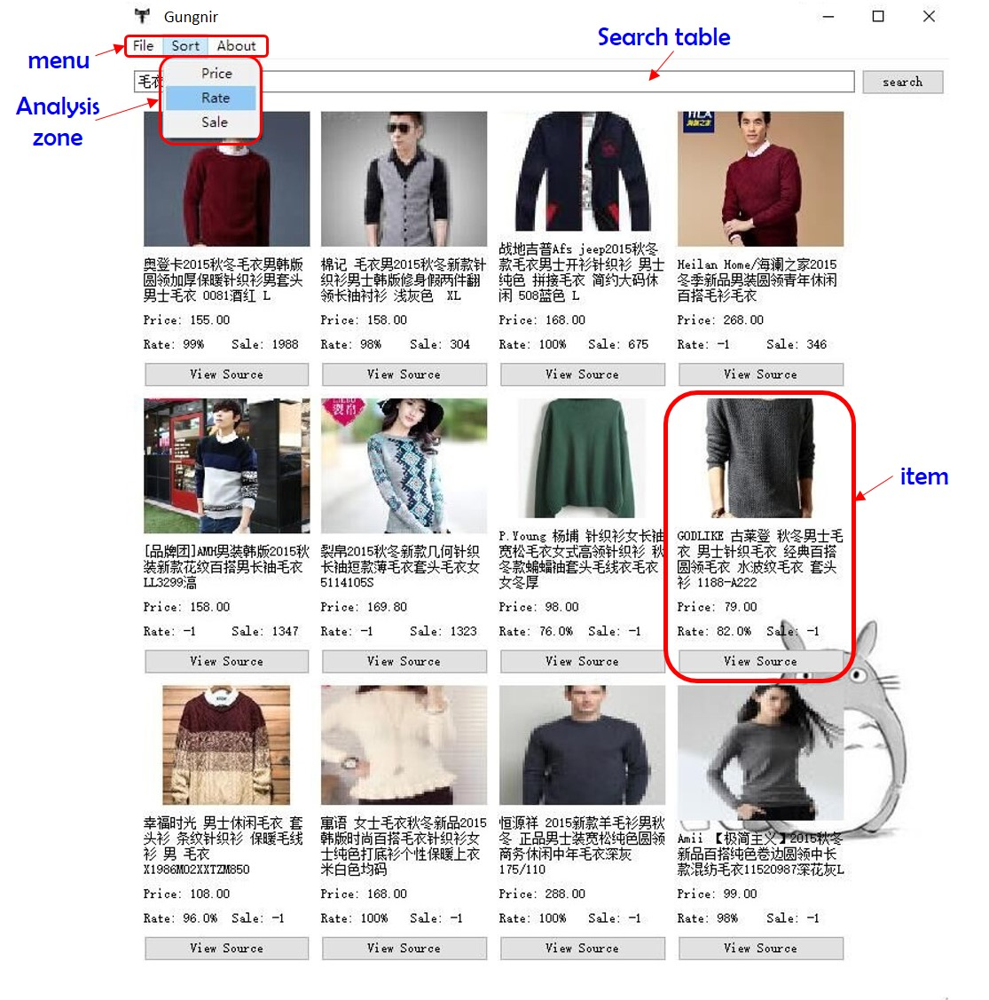 Gungnir
File Sort About
menu
Search table
毛衣
search
Price
Rate
Sale
Analysis
zone
海澜之家
奥登卡2015秋冬毛衣男韩版
圆领加厚保暖针织衫男套头
男士毛衣 0081酒红 L
Price: 155.00
Rate: 99% Sale: 1988
View Source
棉记 毛衣男2015秋冬新款针
织衫男士韩版修身假两件翻
领长袖衬衫 浅灰色 XL
Price: 158.00
Rate: 98% Sale: 304
View Source
战地吉普Afs jeep2015秋冬
款毛衣男士开衫针织衫 男士
纯色 拼接毛衣 简约大码休
闲 508蓝色 L
Price: 168.00
Rate: 100% Sale: 675
View Source
Heilan Home/海澜之家2015
冬季新品男装圆领青年休闲
百搭毛衫毛衣
Price: 268.00
Rate: -1 Sale: 346
View Source
裂帛
[品牌团]AMH男装韩版2015秋
装新款花纹百搭男长袖毛衣
LL3299滈
Price: 158.00
Rate: -1 Sale: 1347
View Source
裂帛2015秋冬新款几何针织
长袖短款薄毛衣套头毛衣女
51141055
Price: 169.80
Rate: -1 Sale: 1323
View Source
P.Young 杨埔 针织衫女长袖
宽松毛衣女式高领针织衫 秋
冬款蝙蝠袖套头毛线衣毛衣
女冬厚
Price: 98.00
Rate: 76.0% Sale: -1
View Source
GODLIKE 古莱登 秋冬男士毛
衣 男士针织毛衣 经典百搭
圆领毛衣 水波纹毛衣 套头
衫 1188-A222
Price: 79.00
Rate: 82.0% Sale: -1
View Source
item
幸福时光 男士休闲毛衣 套
头衫 条纹针织衫 保暖毛线
衫 男 毛衣
X1986M02XXTZM850
Price: 108.00
Rate: 96.0% Sale: -1
View Source
寓语 女士毛衣秋冬新品2015
韩版时尚百搭毛衣针织衫女
士纯色打底衫个性保暖上衣
米白色均码
Price: 168.00
Rate: 100% Sale: -1
View Source
恒源祥 2015新款羊毛衫男秋
冬 正品男士装宽松纯色圆领
商务休闲中年毛衣深灰
175/110
Price: 288.00
Rate: 100% Sale: -1
View Source
Amii 【极简主义】2015秋冬
新品百搭纯色卷边圆领中长
款混纺毛衣11520987深花灰L
Price: 99.00
Rate: 98% Sale: -1
View Source